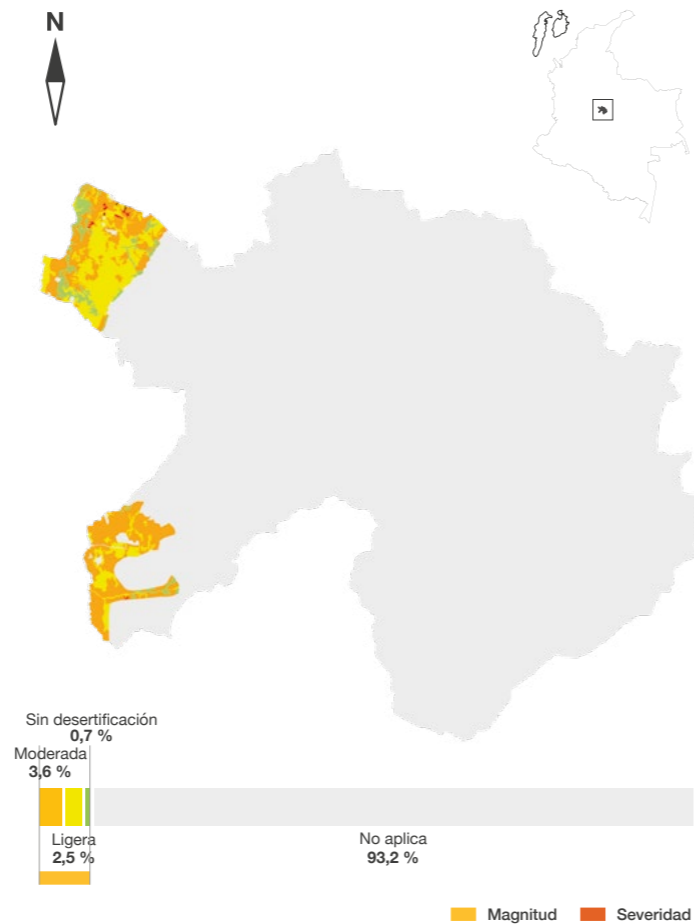 N
Sin desertificación
0,7 %
Moderada
3,6 %
Ligera
2,5 %
No aplica
93,2 %
Magnitud
Severidad